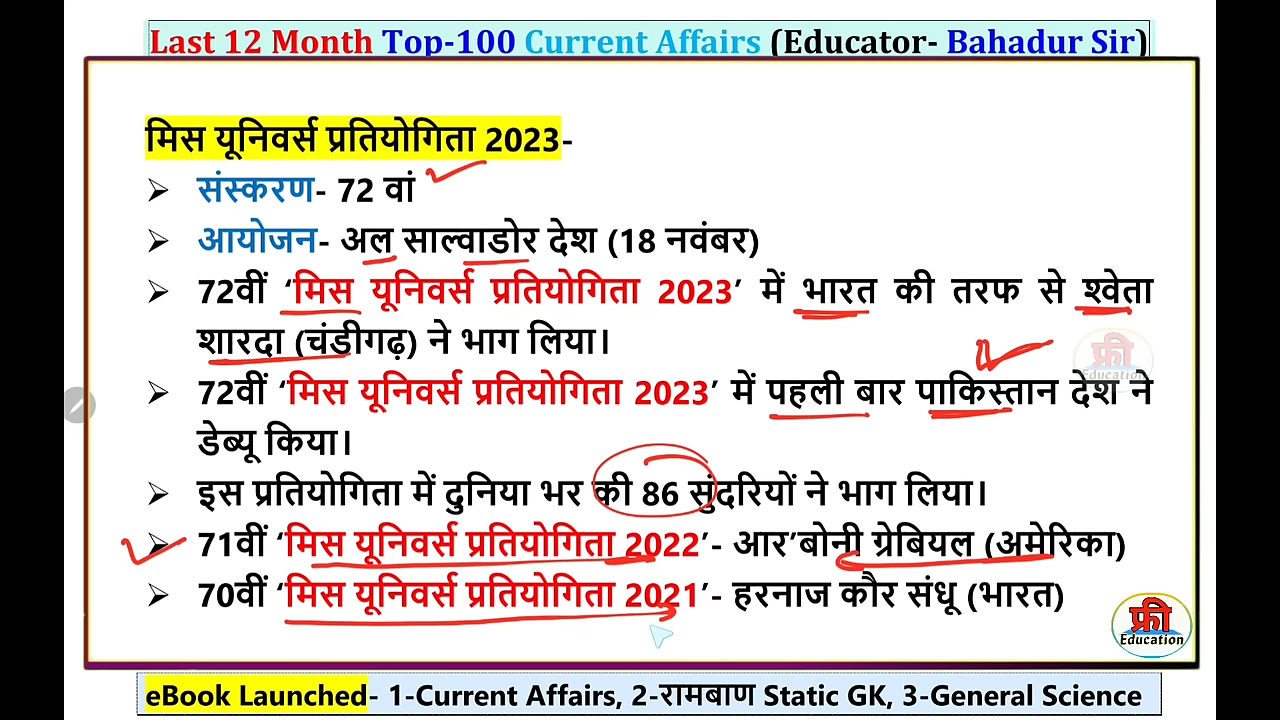 Last 12 Month Top-100 Current Affairs (Educator- Bahadur Sir)
मिस यूनिवर्स प्रतियोगिता 2023-
➢ संस्करण- 72 वां
➢ आयोजन- अल साल्वाडोर देश (18 नवंबर)
➢ 72वीं ‘मिस यूनिवर्स प्रतियोगिता 2023’ में भारत की तरफ से श्वेता
शारदा (चंडीगढ़) ने भाग लिया।
➢ 72वीं ‘मिस यूनिवर्स प्रतियोगिता 2023’ में पहली बार पाकिस्तान देश ने
डेब्यू किया।
➢ इस प्रतियोगिता में दुनिया भर की 86 सुंदरियों ने भाग लिया।
➢ 71वीं ‘मिस यूनिवर्स प्रतियोगिता 2022’- आर’बोनी ग्रेबियल (अमेरिका)
➢ 70वीं ‘मिस यूनिवर्स प्रतियोगिता 2021’- हरनाज कौर संधू (भारत)
फ्री
Education
फ्री
Education
eBook Launched- 1-Current Affairs, 2-रामबाण Static GK, 3-General Science